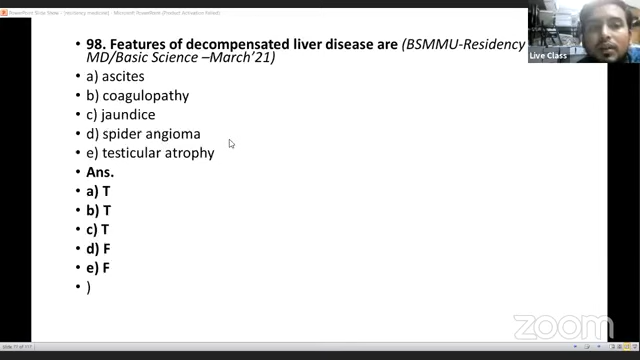 PowerPoint Slide Show - [residency medicine] - Microsoft PowerPoint (Product Activation Failed)
• 98. Features of decompensated liver disease are (BSMMU-Residency
MD/Basic Science –March'21)
• a) ascites
• b) coagulopathy
• c) jaundice
• d) spider angioma
• e) testicular atrophy
• Ans.
• a) T
• b) T
• c) T
• d) F
• e) F
• )
Live Class
zoom